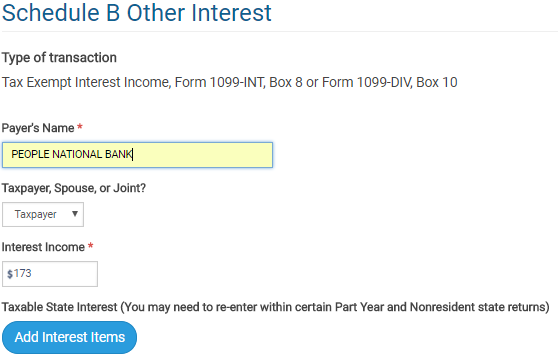 Schedule B Other Interest
Type of transaction
Tax Exempt Interest Income, Form 1099-INT, Box 8 or Form 1099-DIV, Box 10
Payer's Name *
PEOPLE NATIONAL BANK
Taxpayer, Spouse, or Joint?
Taxpayer ▼
Interest Income *
$173
Taxable State Interest (You may need to re-enter within certain Part Year and Nonresident state returns)
Add Interest Items